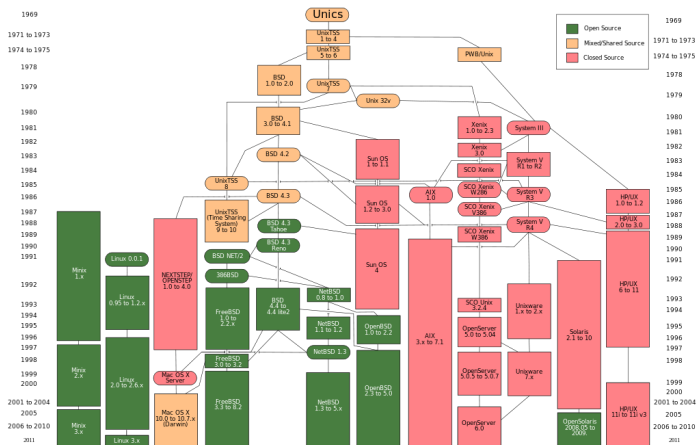 Unics
1969
1969
Open Source
Mixed/Shared Source
Closed Source
1971 to 1973
UnixTSS
1 to 4
1971 to 1973
1974 to 1975
UnixTSS
5 to 6
PWB/Unix
1974 to 1975
1978
BSD
1.0 to 2.0
1978
1979
UnixTSS
7
Unix 32v
1979
1980
BSD
3.0 to 4.1
1980
1981
Xenix
1.0 to 2.3
System III
1981
1982
Xenix
3.0
1982
1983
BSD 4.2
Sun OS
1 to 1.1
System V
R1 to R2
1983
1984
SCO Xenix
1984
1985
UnixTSS
8
SCO Xenix
W286
1985
1986
BSD 4.3
AIX
1.0
System V
R3
HP/UX
1.0 to 1.2
1986
1987
UnixTSS
(Time Sharing
System)
9 to 10
Sun OS
1.2 to 3.0
SCO Xenix
V386
1987
1988
BSD 4.3
Tahoe
System V
R4
HP/UX
2.0 to 3.0
1988
1989
Sun OS
4
SCO Xenix
W386
1989
1990
BSD 4.3
Reno
1990
1991
Minix
1.x
Linux 0.0.1
BSD NET/2
1991
NEXTSTEP/
OPENSTEP
1.0 to 4.0
386BSD
1992
HP/UX
6 to 11
1992
Linux
0.95 to 1.2.x
BSD
4.4 to
4.4 lite2
NetBSD
0.8 to 1.0
1993
FreeBSD
1.0 to
2.2.x
SCO Unix
3.2.4
Unixware
1.x to 2.x
Solaris
2.1 to 10
1993
1994
1994
1995
NetBSD
1.1 to 1.2
OpenBSD
1.0 to 2.2
AIX
3.x to 7.1
OpenServer
5.0 to 5.04
1995
1996
1996
1997
NetBSD 1.3
1997
1998
FreeBSD
3.0 to 3.2
1998
1999
Minix
2.x
Linux
2.0 to 2.6.x
Mac OS X
Server
OpenServer
5.0.5 to 5.0.7
Unixware
7.x
1999
2000
2000
2001 to 2004
FreeBSD
3.3 to 8.2
NetBSD
1.3 to 5.x
OpenBSD
2.3 to 5.0
2001 to 2004
2005
Mac OS X
10.0 to 10.7.x
(Darwin)
HP/UX
11i to 11i v3
2005
2006 to 2010
Minix
3.x
OpenServer
6.0
OpenSolaris
2008.05 to
2009.
2006 to 2010
2011
Linux 3.x
2011